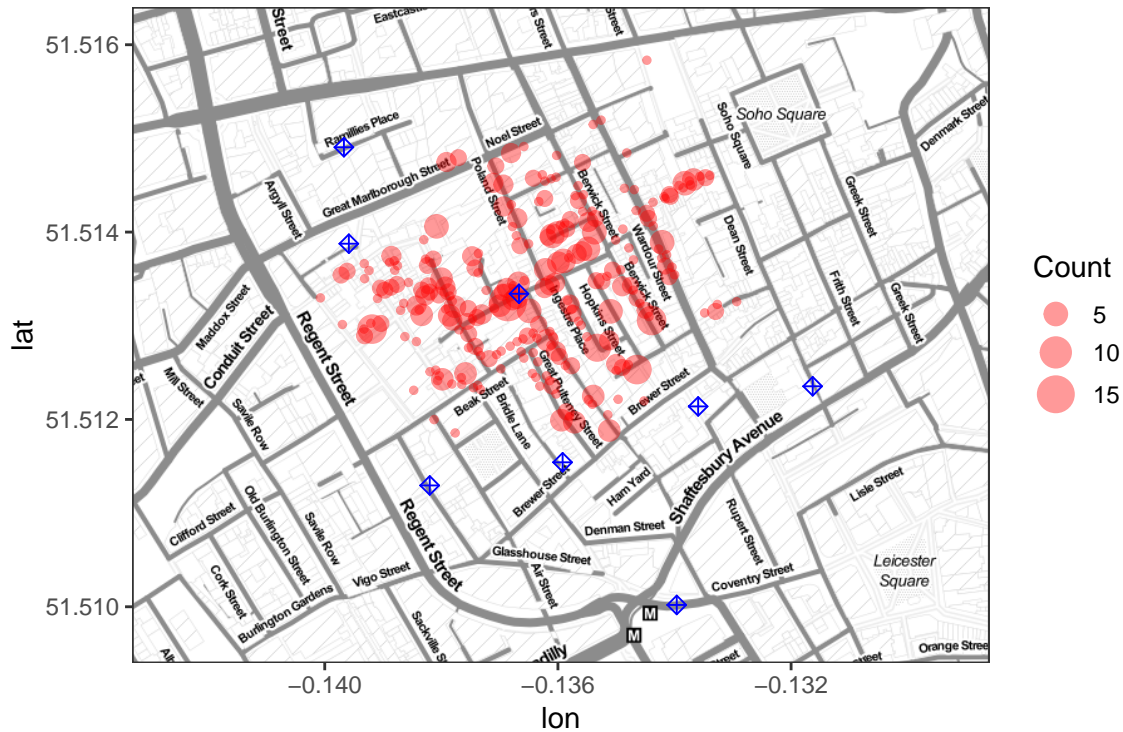 51.516
51.514
51.512
51.510
lat
−0.140
−0.136
−0.132
lon
Count
5
10
15
Street
Street
Street
Ramillies Place
Noel Street
Great Marlborough Street
Argyll Street
Poland Street
Berwick Street
Wardour Street
Berwick Street
Soho Square
Soho Square
Denmark Street
Greek Street
Dean Street
Frith Street
Greek Street
Maddox Street
Conduit Street
Mill Street
Regent Street
Savile Row
Ingestre Place
Hopkins Street
Great Pulteney Street
Beak Street
Bridle Lane
Brewer Street
Brewer Street
Shaftesbury Avenue
Ham Yard
Denman Street
Rupert Street
Lisle Street
Leicester
Square
Clifford Street
Old Burlington Street
Savile Row
Cork Street
Burlington Gardens
Vigo Street
Regent Street
Glasshouse Street
Air Street
Coventry Street
M
M
Orange Street